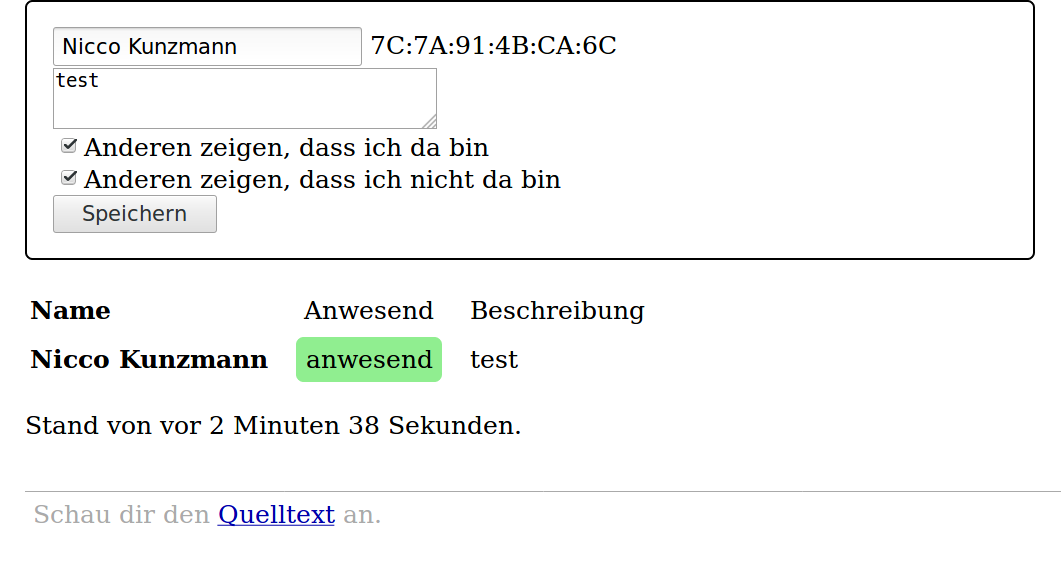 Nicco Kunzmann 7C:7A:91:4B:CA:6C
test
Anderen zeigen, dass ich da bin
Anderen zeigen, dass ich nicht da bin
Speichern
Name Anwesend Beschreibung
Nicco Kunzmann anwesend test
Stand von vor 2 Minuten 38 Sekunden.
Schau dir den Quelltext an.